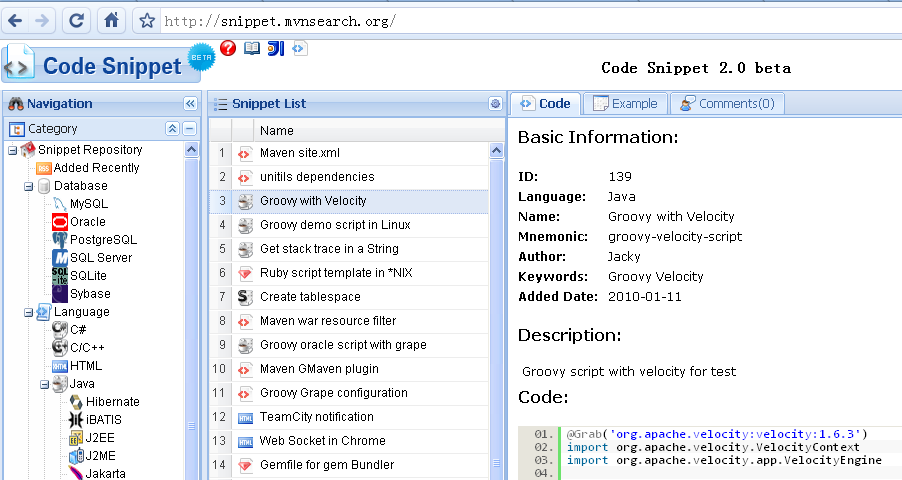 http://snippet.mvnsearch.org/
Code Snippet BETA
Code Snippet 2.0 beta
Navigation
Category
Snippet Repository
Added Recently
Database
MySQL
Oracle
PostgreSQL
SQL Server
SQLite
Sybase
Language
C#
C/C++
HTML
Java
Hibernate
iBATIS
J2EE
J2ME
Jakarta
Snippet List
Name
1 Maven site.xml
2 unitils dependencies
3 Groovy with Velocity
4 Groovy demo script in Linux
5 Get stack trace in a String
6 Ruby script template in *NIX
7 Create tablespace
8 Maven war resource filter
9 Groovy oracle script with grape
10 Maven GMaven plugin
11 Groovy Grape configuration
12 TeamCity notification
13 Web Socket in Chrome
14 Gemfile for gem Bundler
Code Example Comments(0)
Basic Information:
ID: 139
Language: Java
Name: Groovy with Velocity
Mnemonic: groovy-velocity-script
Author: Jacky
Keywords: Groovy Velocity
Added Date: 2010-01-11
Description:
Groovy script with velocity for test
Code:
01. @Grab('org.apache.velocity:velocity:1.6.3')
02. import org.apache.velocity.VelocityContext
03. import org.apache.velocity.app.VelocityEngine
04.